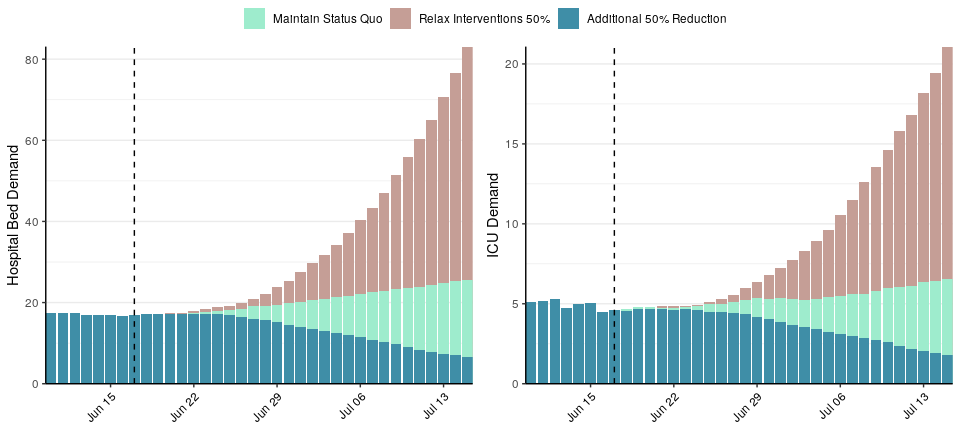 Maintain Status Quo Relax Interventions 50% Additional 50% Reduction
Hospital Bed Demand
80
60
40
20
0
Jun 15 Jun 22 Jun 29 Jul 06 Jul 13
ICU Demand
20
15
10
5
0
Jun 15 Jun 22 Jun 29 Jul 06 Jul 13